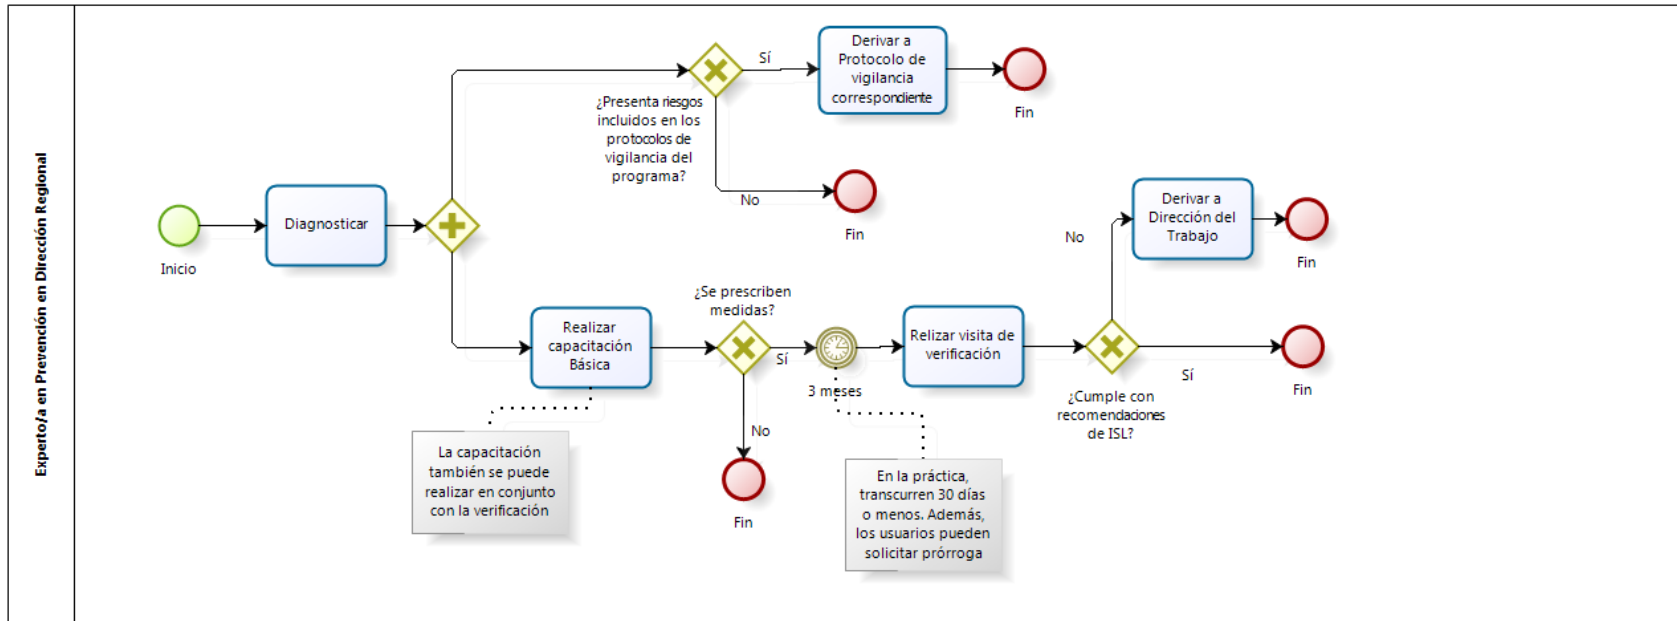 Experto/a en Prevención en Dirección Regional
Inicio
Diagnosticar
¿Presenta riesgos
incluidos en los
protocolos de
vigilancia del
programa?
Sí
Derivar a
Protocolo de
vigilancia
correspondiente
Fin
No
Fin
Realizar
capacitación
Básica
La capacitación
también se puede
realizar en conjunto
con la verificación
¿Se prescriben
medidas?
Sí
No
Fin
3 meses
En la práctica,
transcurren 30 días
o menos. Además,
los usuarios pueden
solicitar prórroga
Relizar visita de
verificación
¿Cumple con
recomendaciones
de ISL?
No
Derivar a
Dirección del
Trabajo
Fin
Sí
Fin